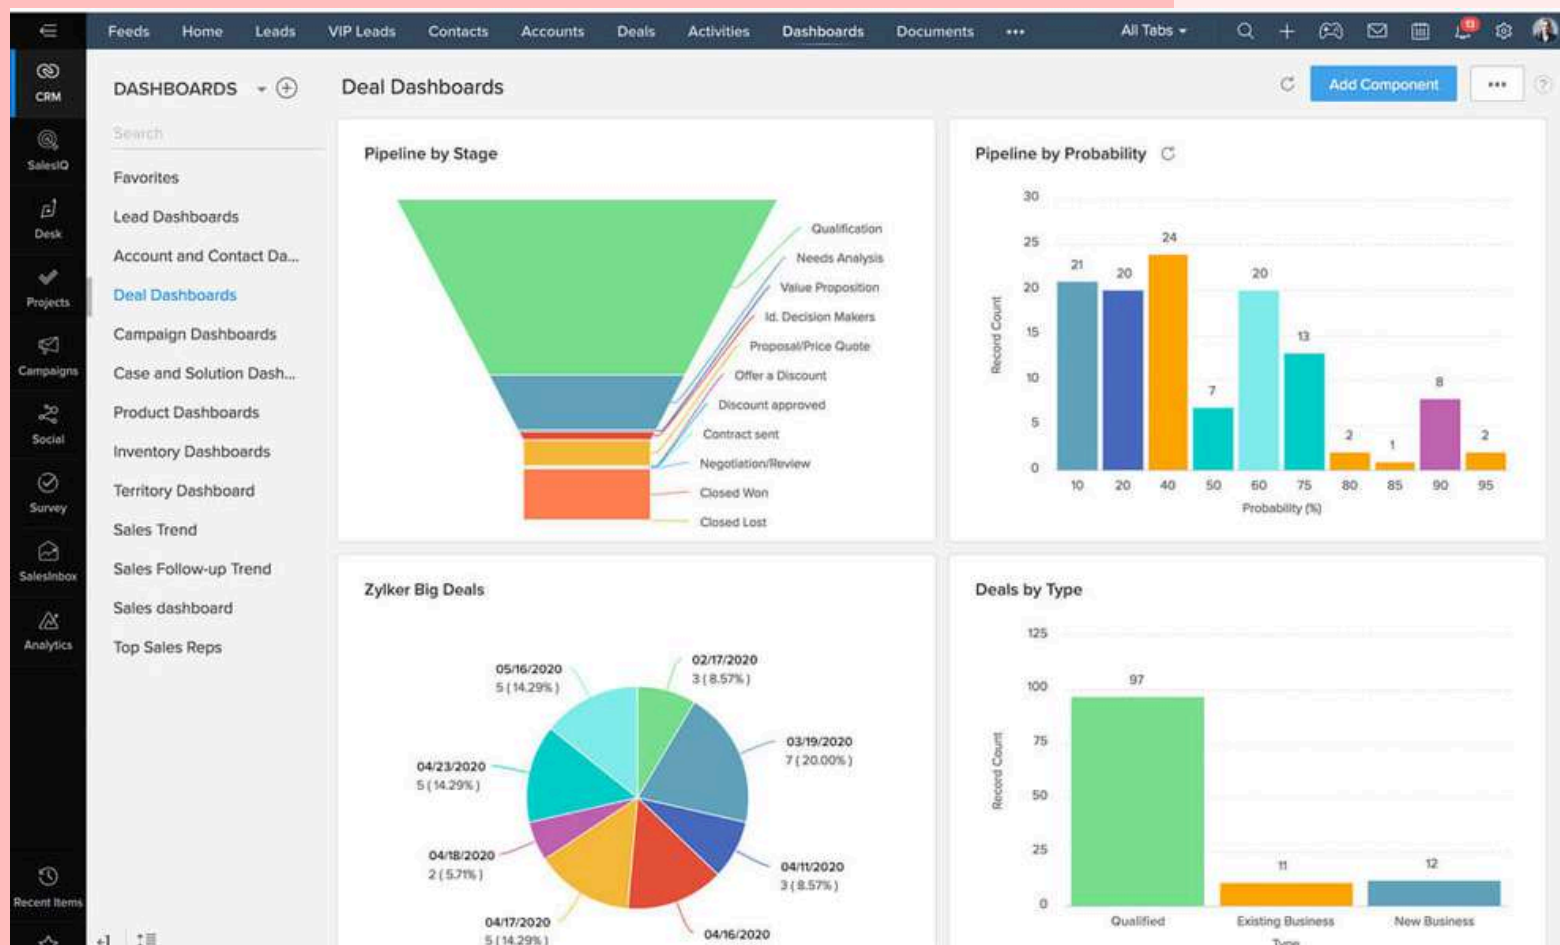 Feeds Home Leads VIP Leads Contacts Accounts Deals Activities Dashboards Documents ••• All Tabs
13
CRM
SalesIQ
Desk
Projects
Campaigns
Social
Survey
SalesInbox
Analytics
Recent Items
DASHBOARDS
Search
Favorites
Lead Dashboards
Account and Contact Da...
Deal Dashboards
Campaign Dashboards
Case and Solution Dash...
Product Dashboards
Inventory Dashboards
Territory Dashboard
Sales Trend
Sales Follow-up Trend
Sales dashboard
Top Sales Reps
Deal Dashboards
Add Component
•••
?
Pipeline by Stage
Qualification
Needs Analysis
Value Proposition
Id. Decision Makers
Proposal/Price Quote
Offer a Discount
Discount approved
Contract sent
Negotiation/Review
Closed Won
Closed Lost
Pipeline by Probability
30
25
20
15
10
5
0
Record Count
21 20 24 7 20 13 2 1 8 2
10 20 40 50 60 75 80 85 90 95
Probability (%)
Zylker Big Deals
02/17/2020
3 ( 8.57% )
03/19/2020
7 ( 20.00% )
04/11/2020
3 ( 8.57% )
04/16/2020
04/17/2020
5 ( 14.29% )
04/18/2020
2 ( 5.71% )
04/23/2020
5 ( 14.29% )
05/16/2020
5 ( 14.29% )
Deals by Type
125
100
75
50
25
0
Record Count
97 11 12
Qualified Existing Business New Business
Type